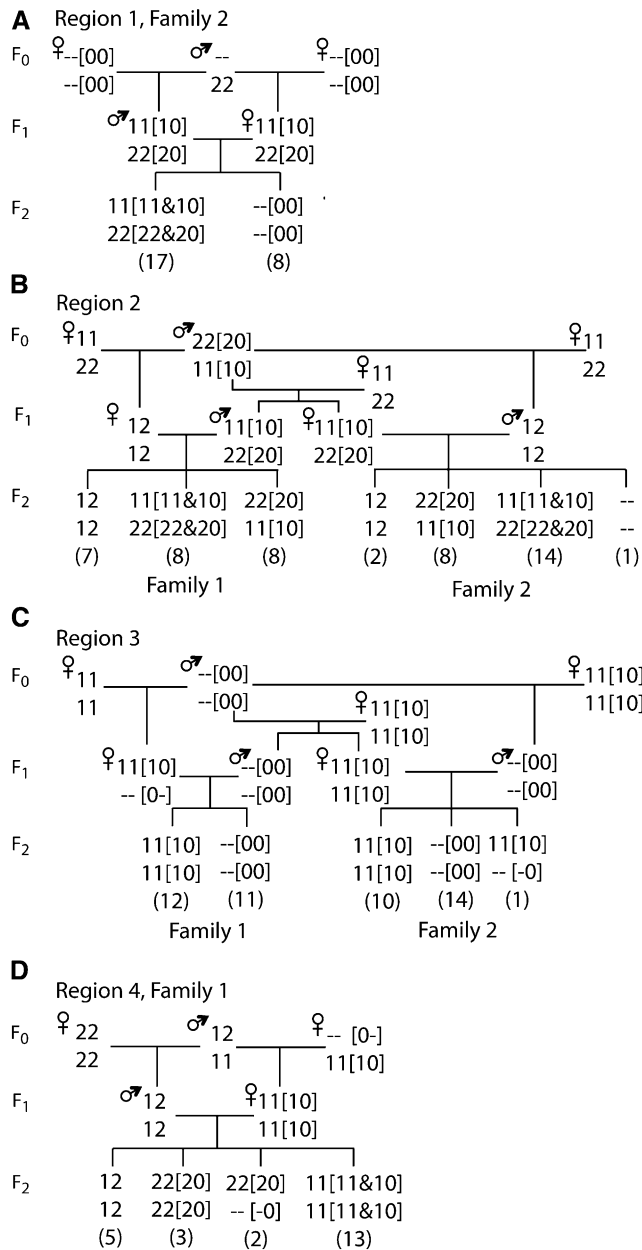 A
Region 1, Family 2
F0 ♀--[00] ♂-- ♀--[00]
--[00] 22 --[00]
F1 ♂11[10] ♀11[10]
22[20] 22[20]
F2 11[11&10] --[00]
22[22&20] --[00]
(17) (8)
B
Region 2
F0 ♀11 ♂22[20] ♀11
22 11[10] ♀11 22
22
F1 ♀12 ♂11[10] ♀11[10] ♂12
12 22[20] 22[20] 12
F2 12 11[11&10] 22[20] 12 22[20] 11[11&10] --
12 22[22&20] 11[10] 12 11[10] 22[22&20] --
(7) (8) (8) (2) (8) (14) (1)
Family 1 Family 2
C
Region 3
F0 ♀11 ♂--[00] ♀11[10]
11 --[00] ♀11[10] 11[10]
11[10]
F1 ♀11[10] ♂--[00] ♀11[10] ♂--[00]
-- [0-] --[00] 11[10] --[00]
F2 11[10] --[00] 11[10] --[00] 11[10]
11[10] --[00] 11[10] --[00] -- [-0]
(12) (11) (10) (14) (1)
Family 1 Family 2
D
Region 4, Family 1
F0 ♀22 ♂12 ♀-- [0-]
22 11 11[10]
F1 ♂12 ♀11[10]
12 11[10]
F2 12 22[20] 22[20] 11[11&10]
12 22[20] -- [-0] 11[11&10]
(5) (3) (2) (13)